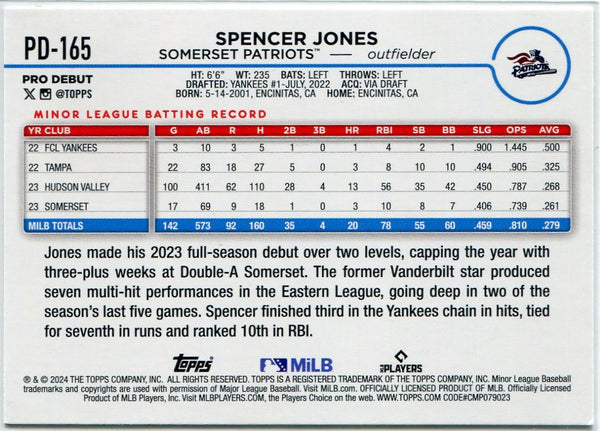 PD-165
SPENCER JONES
SOMERSET PATRIOTS™ — outfielder
PATRIOTS
PRO DEBUT
@TOPPS
HT: 6'6" WT: 235 BATS: LEFT THROWS: LEFT
DRAFTED: YANKEES #1-JULY, 2022 ACQ: VIA DRAFT
BORN: 5-14-2001, ENCINITAS, CA HOME: ENCINITAS, CA
MINOR LEAGUE BATTING RECORD
YR CLUB G AB R H 2B 3B HR RBI SB BB SLG OPS AVG
22 FCL YANKEES 3 10 3 5 1 0 1 4 2 1 .900 1.445 .500
22 TAMPA 22 83 18 27 5 0 3 8 10 10 .494 .905 .325
23 HUDSON VALLEY 100 411 62 110 28 4 13 56 35 42 .450 .787 .268
23 SOMERSET 17 69 9 18 1 0 3 10 8 7 .406 .739 .261
MILB TOTALS 142 573 92 160 35 4 20 78 55 60 .459 .810 .279
Jones made his 2023 full-season debut over two levels, capping the year with
three-plus weeks at Double-A Somerset. The former Vanderbilt star produced
seven multi-hit performances in the Eastern League, going deep in two of the
season's last five games. Spencer finished third in the Yankees chain in hits, tied
for seventh in runs and ranked 10th in RBI.
Topps MiLB MLB PLAYERS
® & © 2024 THE TOPPS COMPANY, INC. ALL RIGHTS RESERVED. TOPPS IS A REGISTERED TRADEMARK OF THE TOPPS COMPANY, INC. Minor League Baseball
trademarks and copyrights are used with permission of Major League Baseball. Visit MiLB.com. OFFICIALLY LICENSED PRODUCT OF MINOR LEAGUE BASEBALL. Officially Licensed
Product of MLB Players, Inc. Visit MLBPLAYERS.com, the Players Choice on the web. WWW.TOPPS.COM CODE#CMP079023